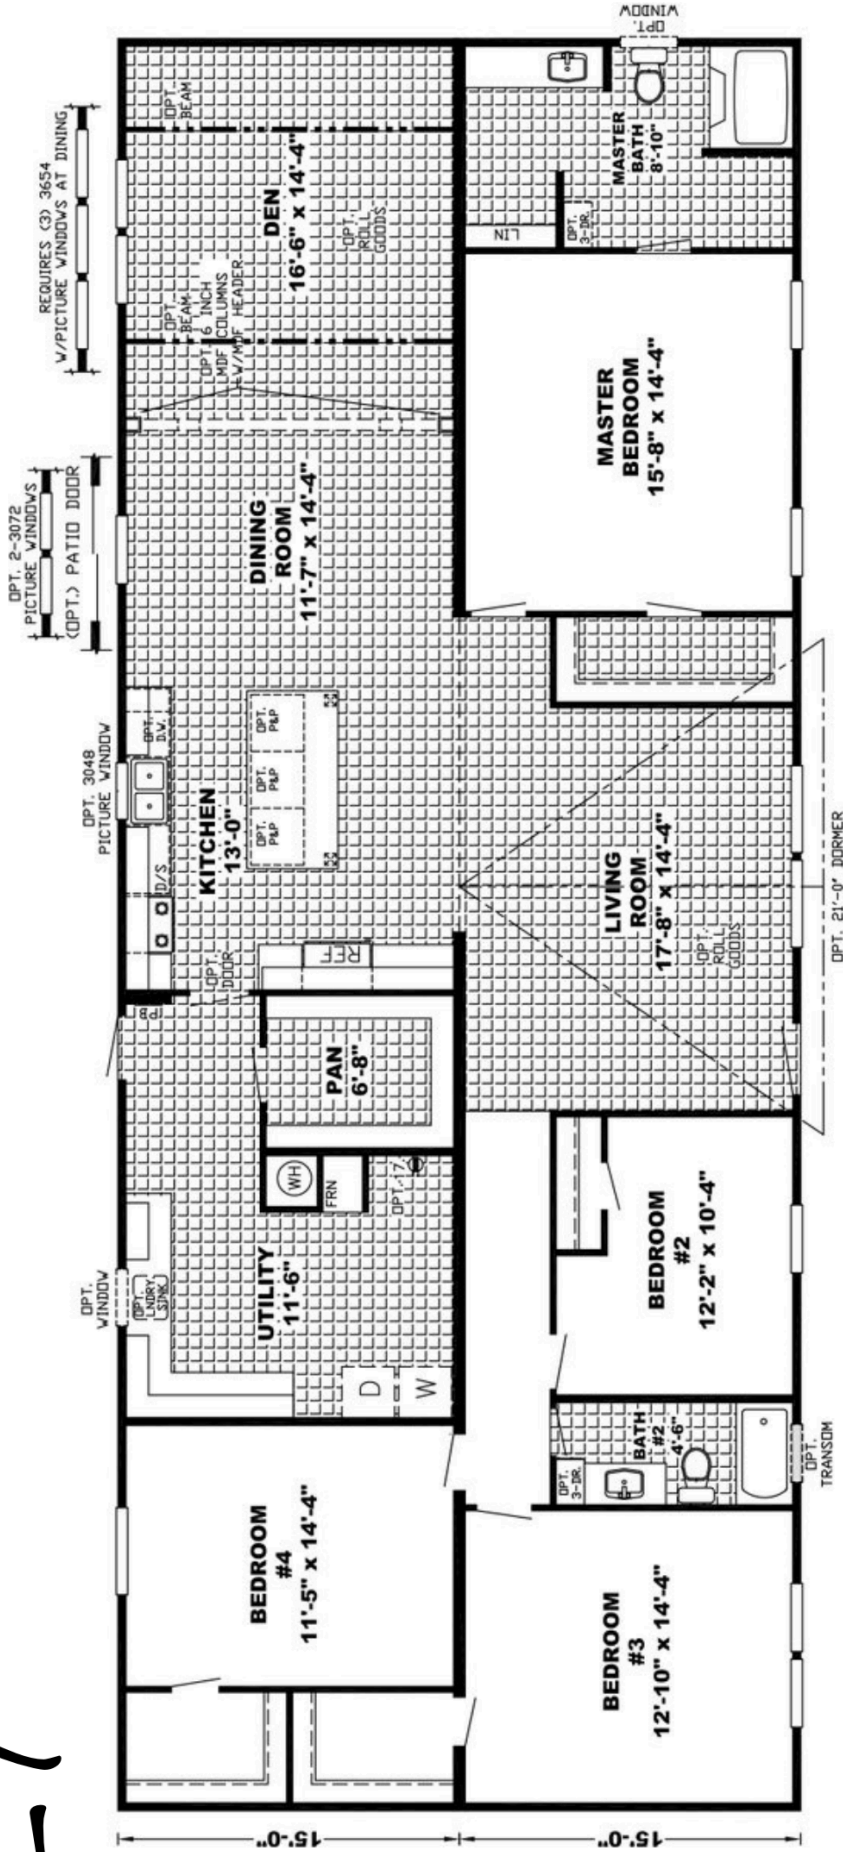 REQUIRES (3) 3654
W/PICTURE WINDOWS AT DINING
OPT. 2-3072
PICTURE WINDOWS
(OPT.) PATIO DOOR
OPT. 3048
PICTURE WINDOW
OPT.
WINDOW
OPT.
BEAM
DEN
16'-6" x 14'-4"
OPT.
ROLL
GOODS
OPT.
BEAM
OPT. 6 INCH
MDF COLUMNS
W/MDF HEADER
DINING
ROOM
11'-7" x 14'-4"
OPT.
D.W.
KITCHEN
13'-0"
OPT.
P&P
OPT.
P&P
OPT.
P&P
D/S
REF
OPT.
DOOR
P.B
PAN
6'-8"
WH
FRN
OPT.17
UTILITY
11'-6"
OPT.
LNDRY
SINK
D
W
BEDROOM
#4
11'-5" x 14'-4"
OPT.
WINDOW
MASTER
BATH
8'-10"
LIN
OPT.
3-DR.
MASTER
BEDROOM
15'-8" x 14'-4"
LIVING
ROOM
17'-8" x 14'-4"
OPT.
ROLL
GOODS
OPT. 21'-0" DORMER
BEDROOM
#2
12'-2" x 10'-4"
BATH
#2
4'-6"
OPT.
3-DR.
OPT.
TRANSOM
BEDROOM
#3
12'-10" x 14'-4"
15'-0"
15'-0"